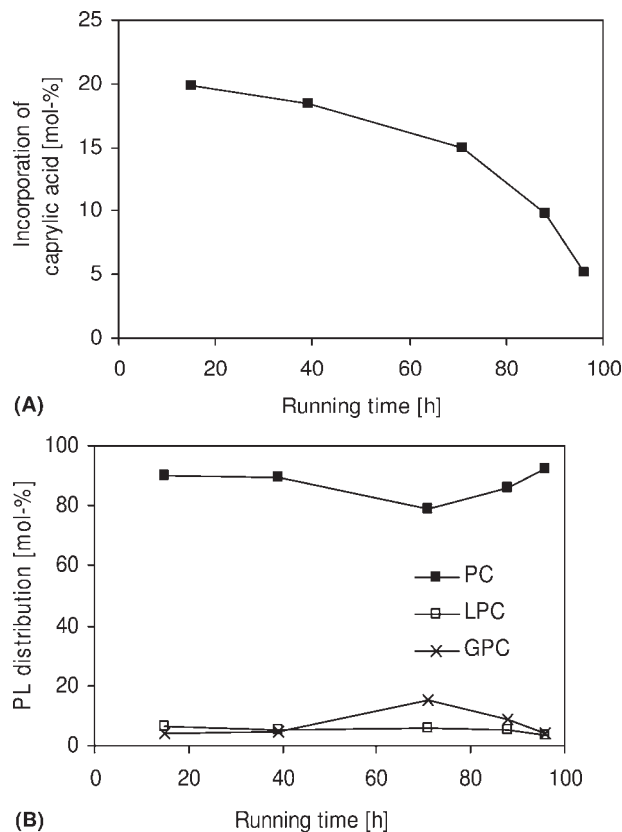 25
20
15
10
5
0
0 20 40 60 80 100
Incorporation of
caprylic acid [mol-%]
Running time [h]
(A)
100
80
60
40
20
0
0 20 40 60 80 100
PL distribution [mol-%]
PC
LPC
GPC
Running time [h]
(B)